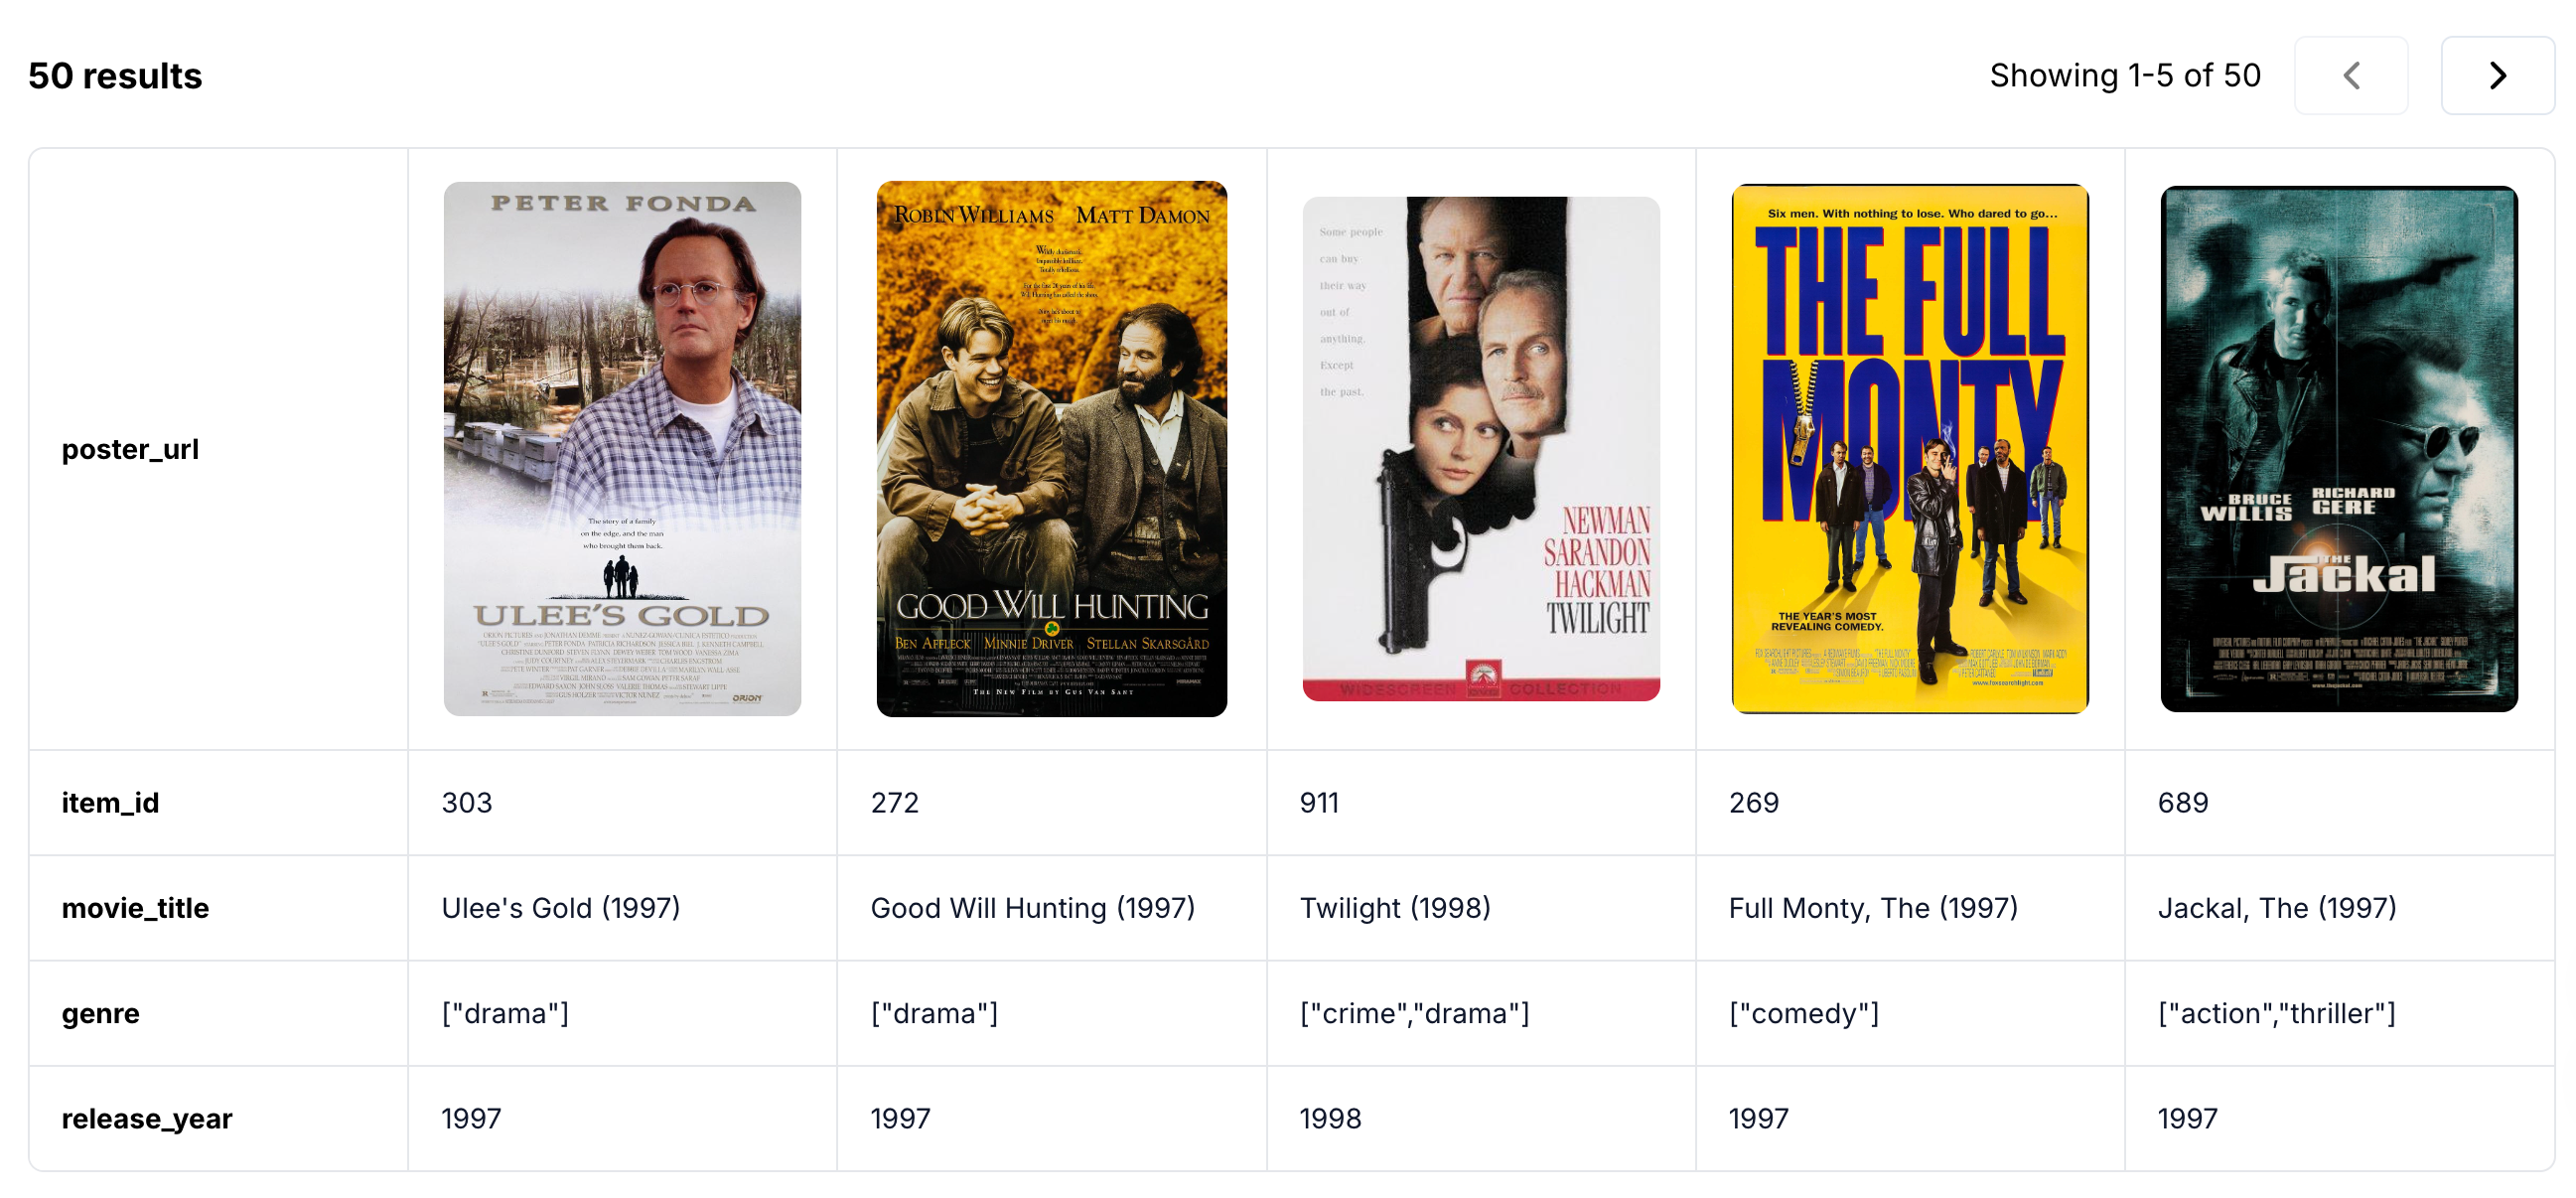 50 results
Showing 1-5 of 50
poster_url
PETER FONDA
The story of a family
on the edge, and the man
who brought them back.
ULEE'S GOLD
ORION
ROBIN WILLIAMS MATT DAMON
GOOD WILL HUNTING
BEN AFFLECK MINNIE DRIVER STELLAN SKARSGÅRD
THE NEW FILM BY GUS VAN SANT
Some people
can buy
their way
out of
anything.
Except
the past.
NEWMAN
SARANDON
HACKMAN
TWILIGHT
WIDESCREEN DVD COLLECTION
Six men. With nothing to lose. Who dared to go...
THE FULL
MONTY
THE YEAR'S MOST
REVEALING COMEDY.
www.foxsearchlight.com
BRUCE
WILLIS
RICHARD
GERE
THE
Jackal
item_id 303 272 911 269 689
movie_title Ulee's Gold (1997) Good Will Hunting (1997) Twilight (1998) Full Monty, The (1997) Jackal, The (1997)
genre ["drama"] ["drama"] ["crime","drama"] ["comedy"] ["action","thriller"]
release_year 1997 1997 1998 1997 1997